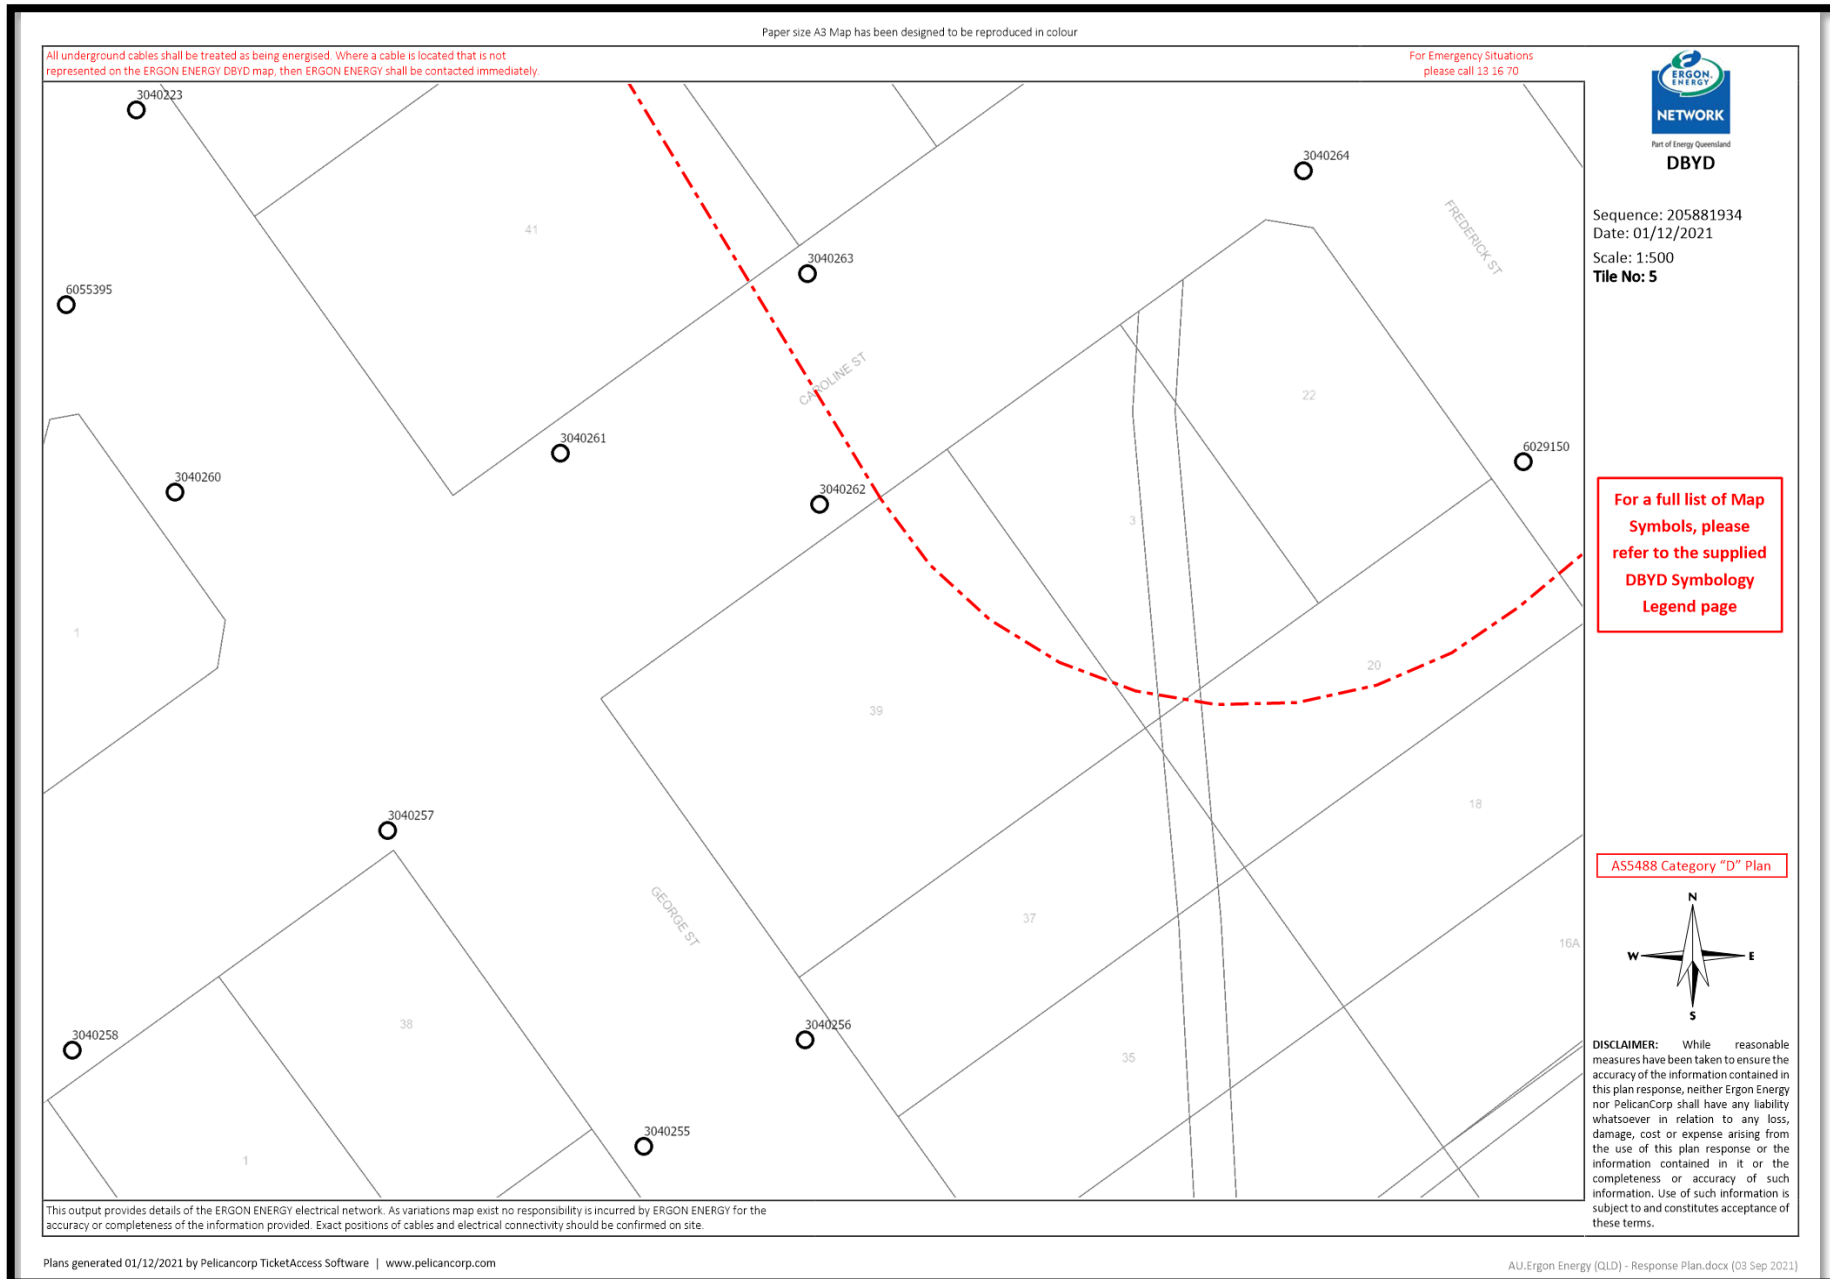 Paper size A3 Map has been designed to be reproduced in colour
All underground cables shall be treated as being energised. Where a cable is located that is not
represented on the ERGON ENERGY DBYD map, then ERGON ENERGY shall be contacted immediately.
For Emergency Situations
please call 13 16 70
ERGON.
ENERGY
NETWORK
Part of Energy Queensland
DBYD
Sequence: 205881934
Date: 01/12/2021
Scale: 1:500
Tile No: 5
3040223
3040264
FREDERICK ST
41
3040263
6055395
CAROLINE ST
22
3040261
6029150
3040260
3040262
3
For a full list of Map
Symbols, please
refer to the supplied
DBYD Symbology
Legend page
1
20
39
18
3040257
AS5488 Category “D” Plan
GEORGE ST
37
16A
N
W
E
S
38
3040258
3040256
35
3040255
1
DISCLAIMER: While reasonable
measures have been taken to ensure the
accuracy of the information contained in
this plan response, neither Ergon Energy
nor PelicanCorp shall have any liability
whatsoever in relation to any loss,
damage, cost or expense arising from
the use of this plan response or the
information contained in it or the
completeness or accuracy of such
information. Use of such information is
subject to and constitutes acceptance of
these terms.
This output provides details of the ERGON ENERGY electrical network. As variations map exist no responsibility is incurred by ERGON ENERGY for the
accuracy or completeness of the information provided. Exact positions of cables and electrical connectivity should be confirmed on site.
Plans generated 01/12/2021 by Pelicancorp TicketAccess Software | www.pelicancorp.com
AU.Ergon Energy (QLD) - Response Plan.docx (03 Sep 2021)